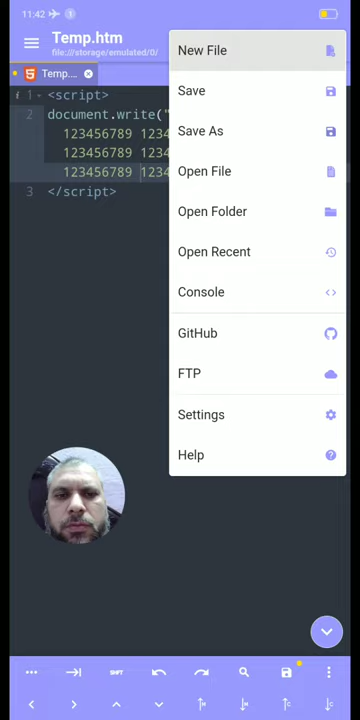 11:42 1
Temp.htm
file:///storage/emulated/0/
Temp....
i 1 <script>
2 document.write("
123456789 1234
123456789 1234
123456789 1234
3 </script>
New File
Save
Save As
Open File
Open Folder
Open Recent
Console
GitHub
FTP
Settings
Help
SHIFT